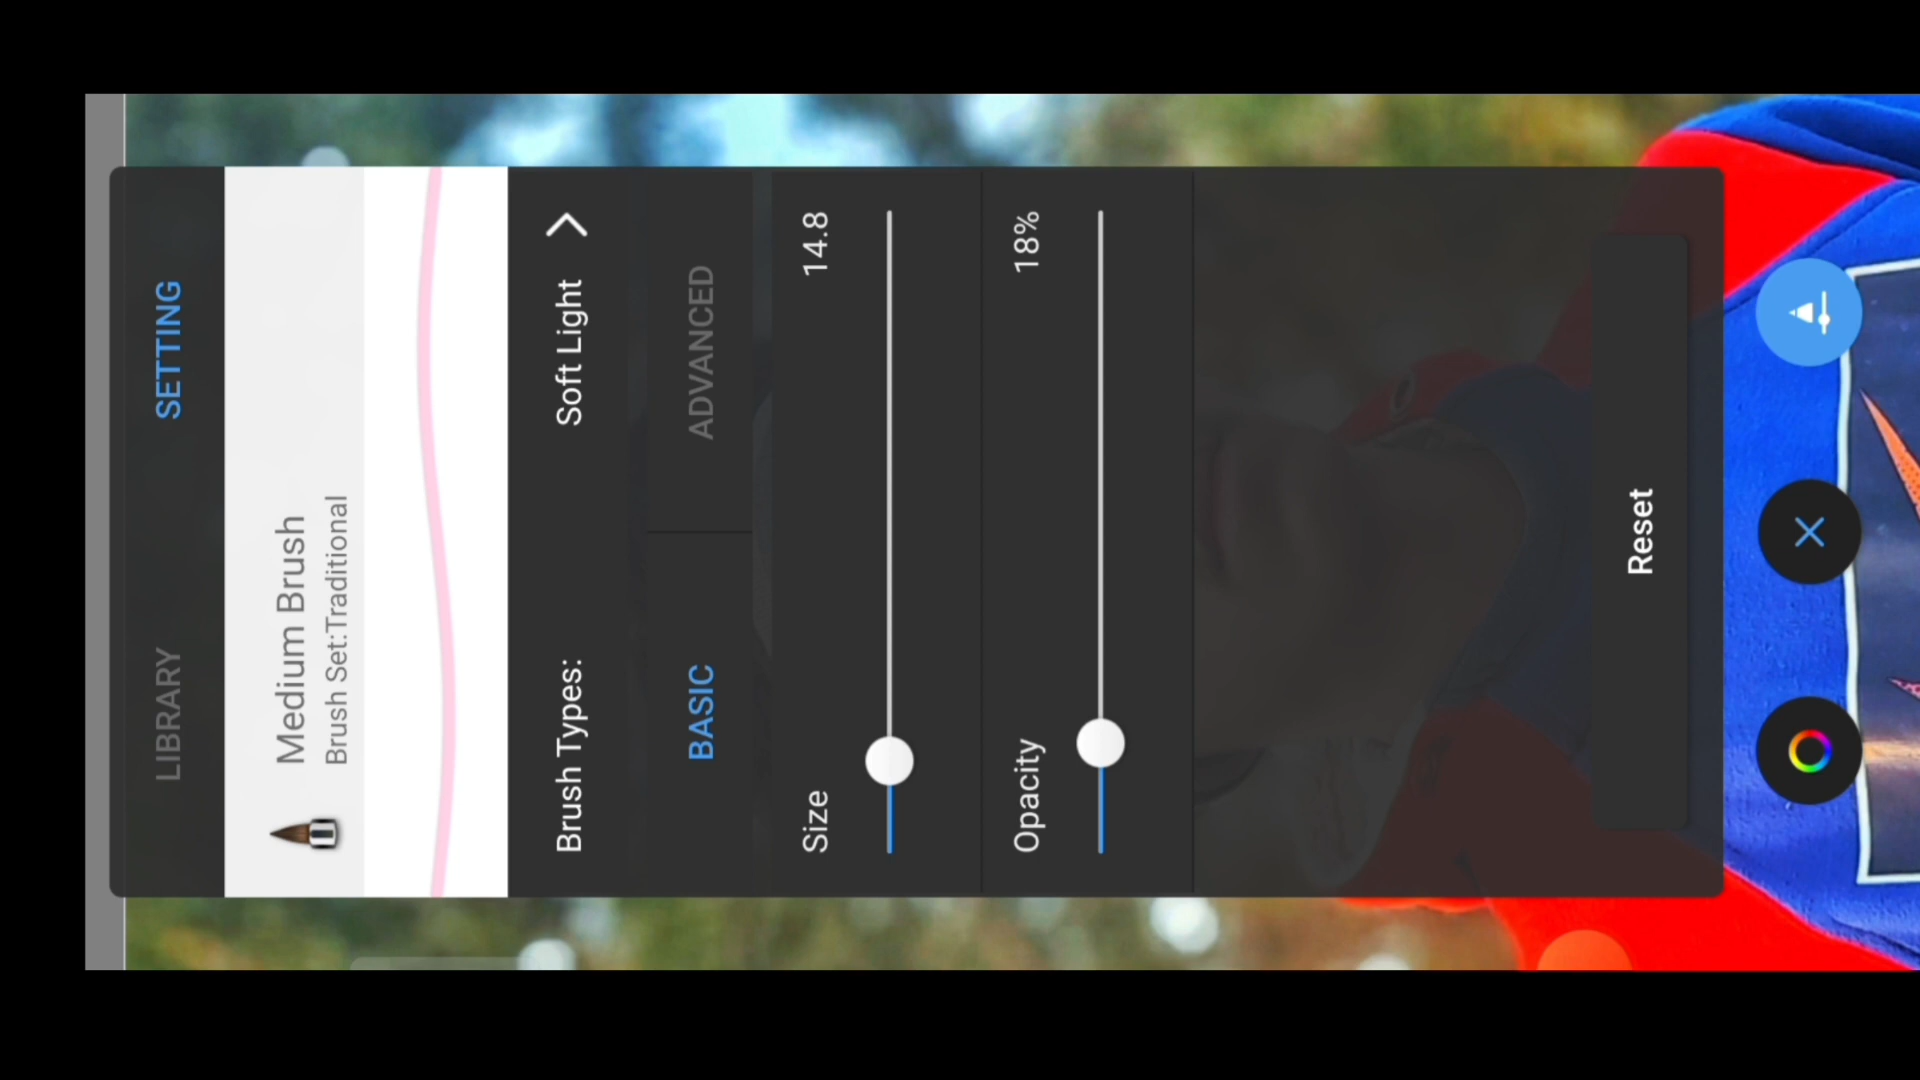 LIBRARY
SETTING
Medium Brush
Brush Set:Traditional
Brush Types:
Soft Light
BASIC
ADVANCED
Size
14.8
Opacity
18%
Reset